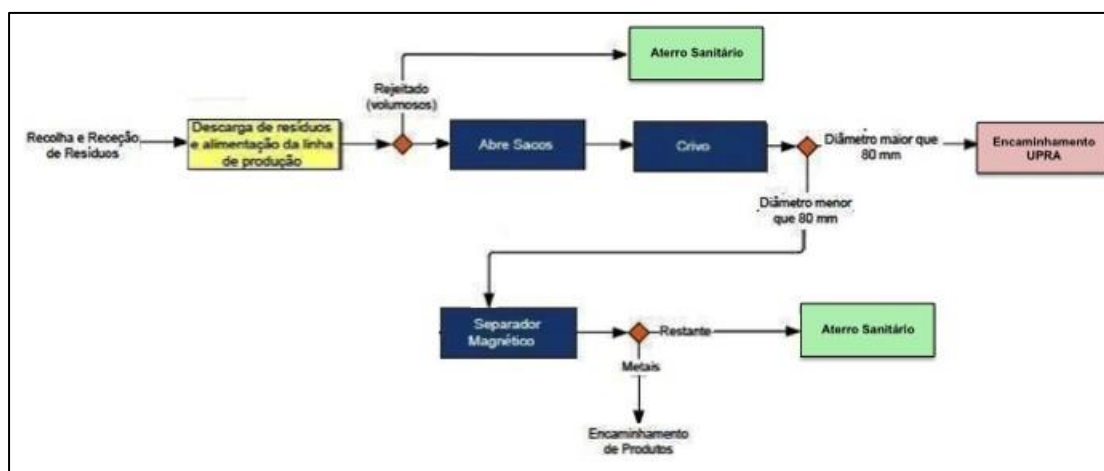 Aterro Sanitário
Rejeitado
(volumosos)
Recolha e Receção
de Resíduos
Descarga de resíduos
e alimentação da linha
de produção
Abre Sacos
Crivo
Diâmetro maior que
80 mm
Encaminhamento
UPRA
Diâmetro menor
que 80 mm
Separador
Magnético
Restante
Aterro Sanitário
Metais
Encaminhamento
de Produtos